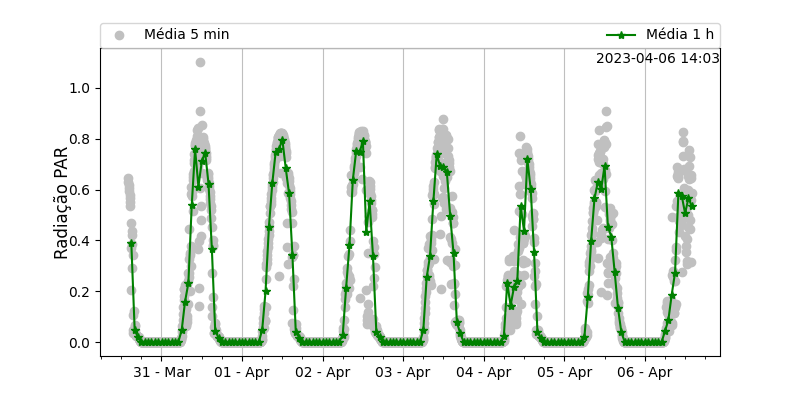 Média 5 min
Média 1 h
2023-04-06 14:03
Radiação PAR
1.0
0.8
0.6
0.4
0.2
0.0
31 - Mar
01 - Apr
02 - Apr
03 - Apr
04 - Apr
05 - Apr
06 - Apr